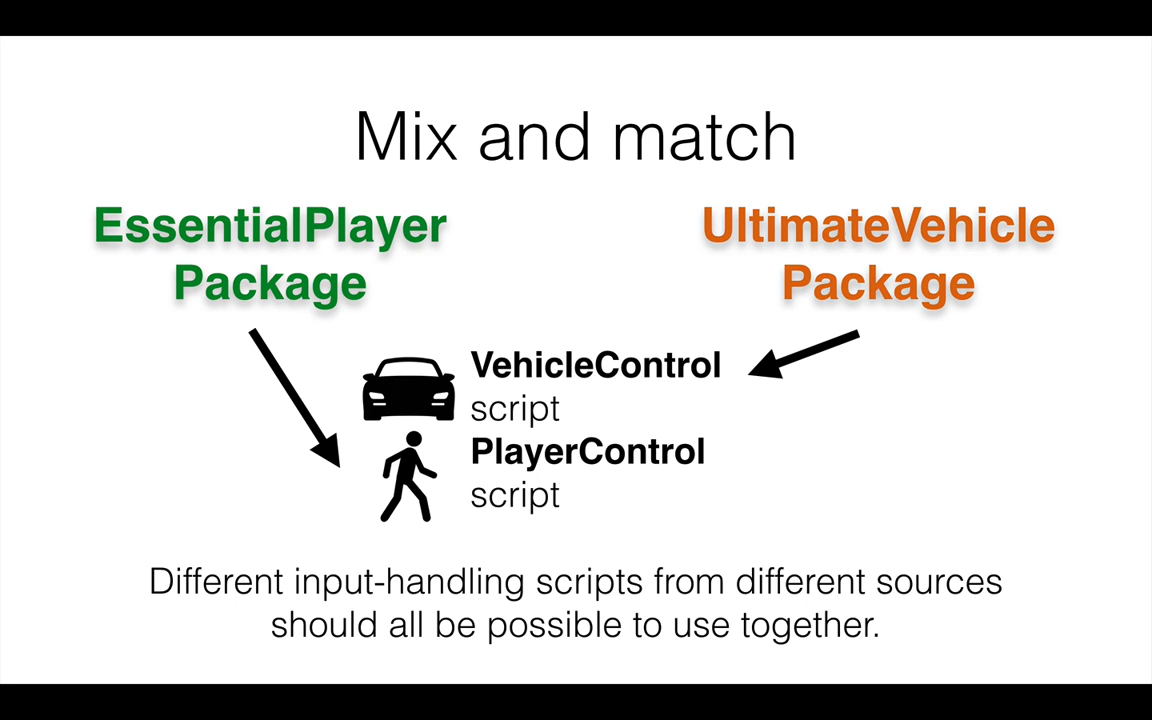 Mix and match
EssentialPlayer
Package
UltimateVehicle
Package
VehicleControl
script
PlayerControl
script
Different input-handling scripts from different sources
should all be possible to use together.